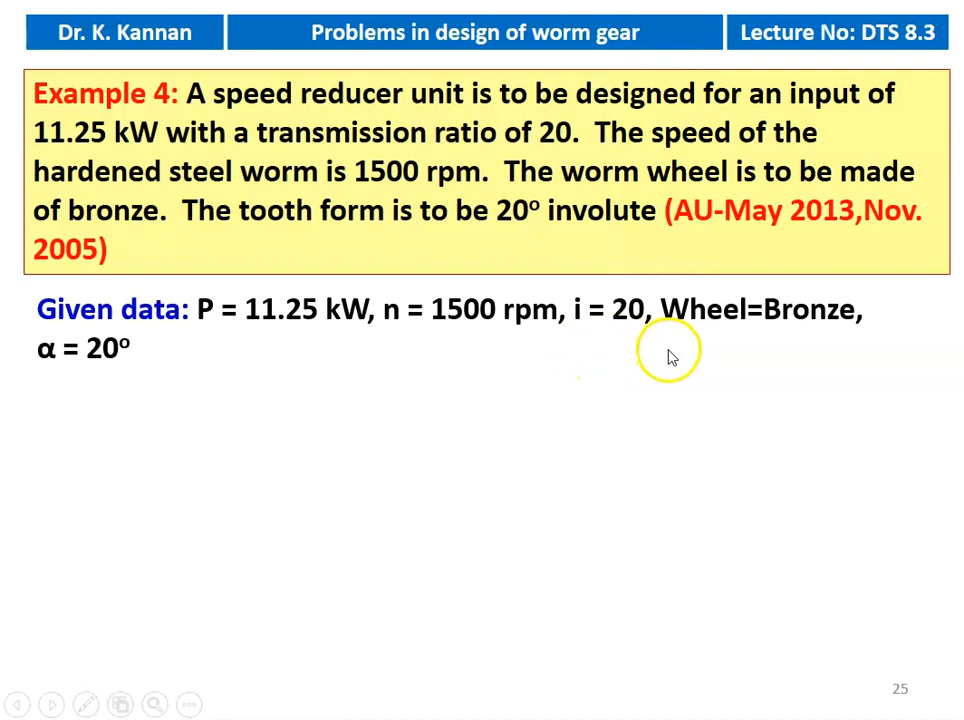 Dr. K. Kannan
Problems in design of worm gear
Lecture No: DTS 8.3
Example 4: A speed reducer unit is to be designed for an input of
11.25 kW with a transmission ratio of 20. The speed of the
hardened steel worm is 1500 rpm. The worm wheel is to be made
of bronze. The tooth form is to be 20º involute (AU-May 2013,Nov.
2005)
Given data: P = 11.25 kW, n = 1500 rpm, i = 20, Wheel=Bronze,
α = 20º
25